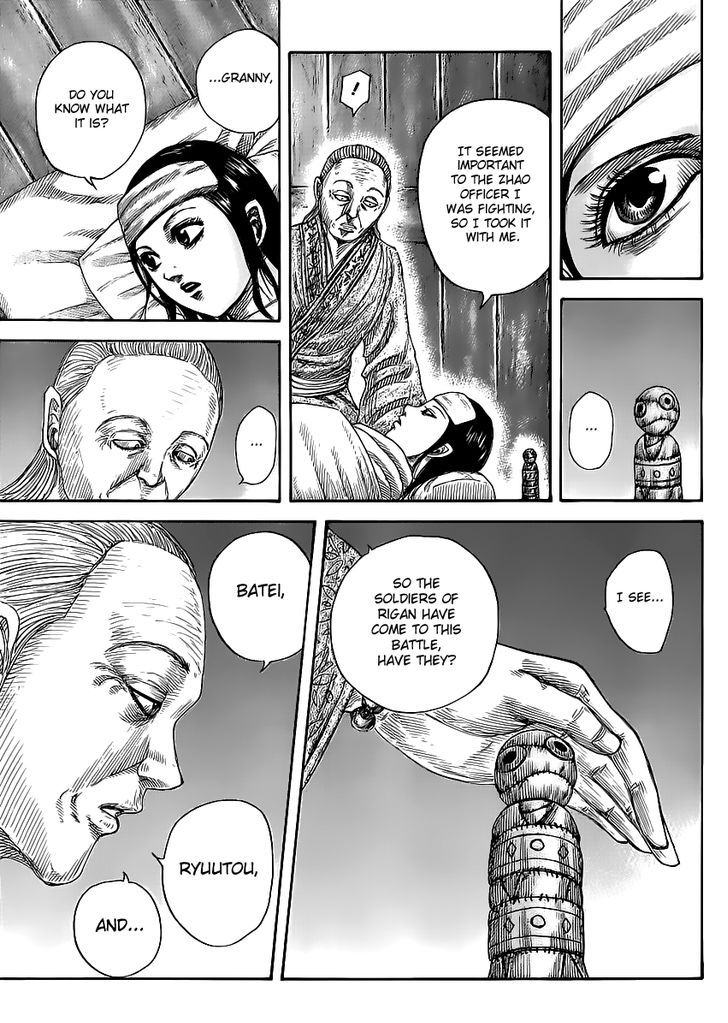 ...
IT SEEMED
IMPORTANT
TO THE ZHAO
OFFICER I
WAS FIGHTING,
SO I TOOK IT
WITH ME.
!
...GRANNY,
DO YOU
KNOW WHAT
IT IS?
...
I SEE...
SO THE
SOLDIERS OF
RIGAN HAVE
COME TO THIS
BATTLE,
HAVE THEY?
BATEI,
RYUUTOU,
AND...